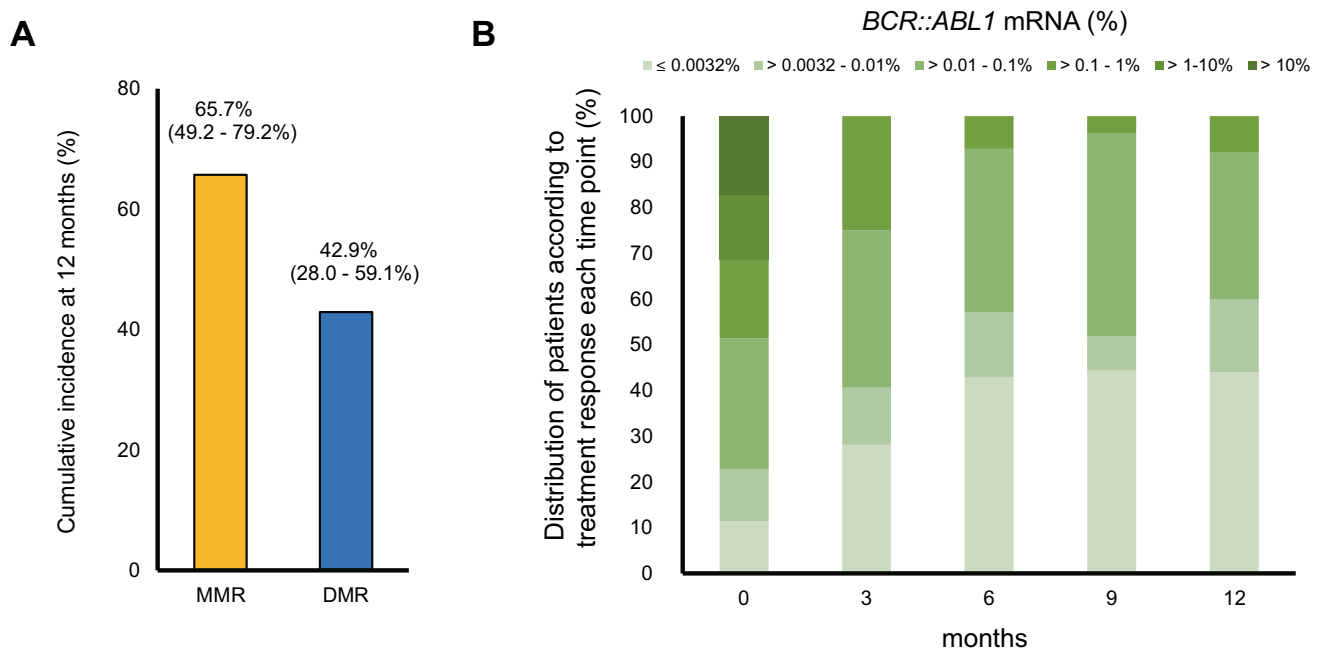 A
Cumulative incidence at 12 months (%)
80
60
40
20
0
65.7%
(49.2 - 79.2%)
42.9%
(28.0 - 59.1%)
MMR
DMR
B
BCR::ABL1 mRNA (%)
≤ 0.0032%
> 0.0032 - 0.01%
> 0.01 - 0.1%
> 0.1 - 1%
> 1-10%
> 10%
Distribution of patients according to
treatment response each time point (%)
100
90
80
70
60
50
40
30
20
10
0
0
3
6
9
12
months